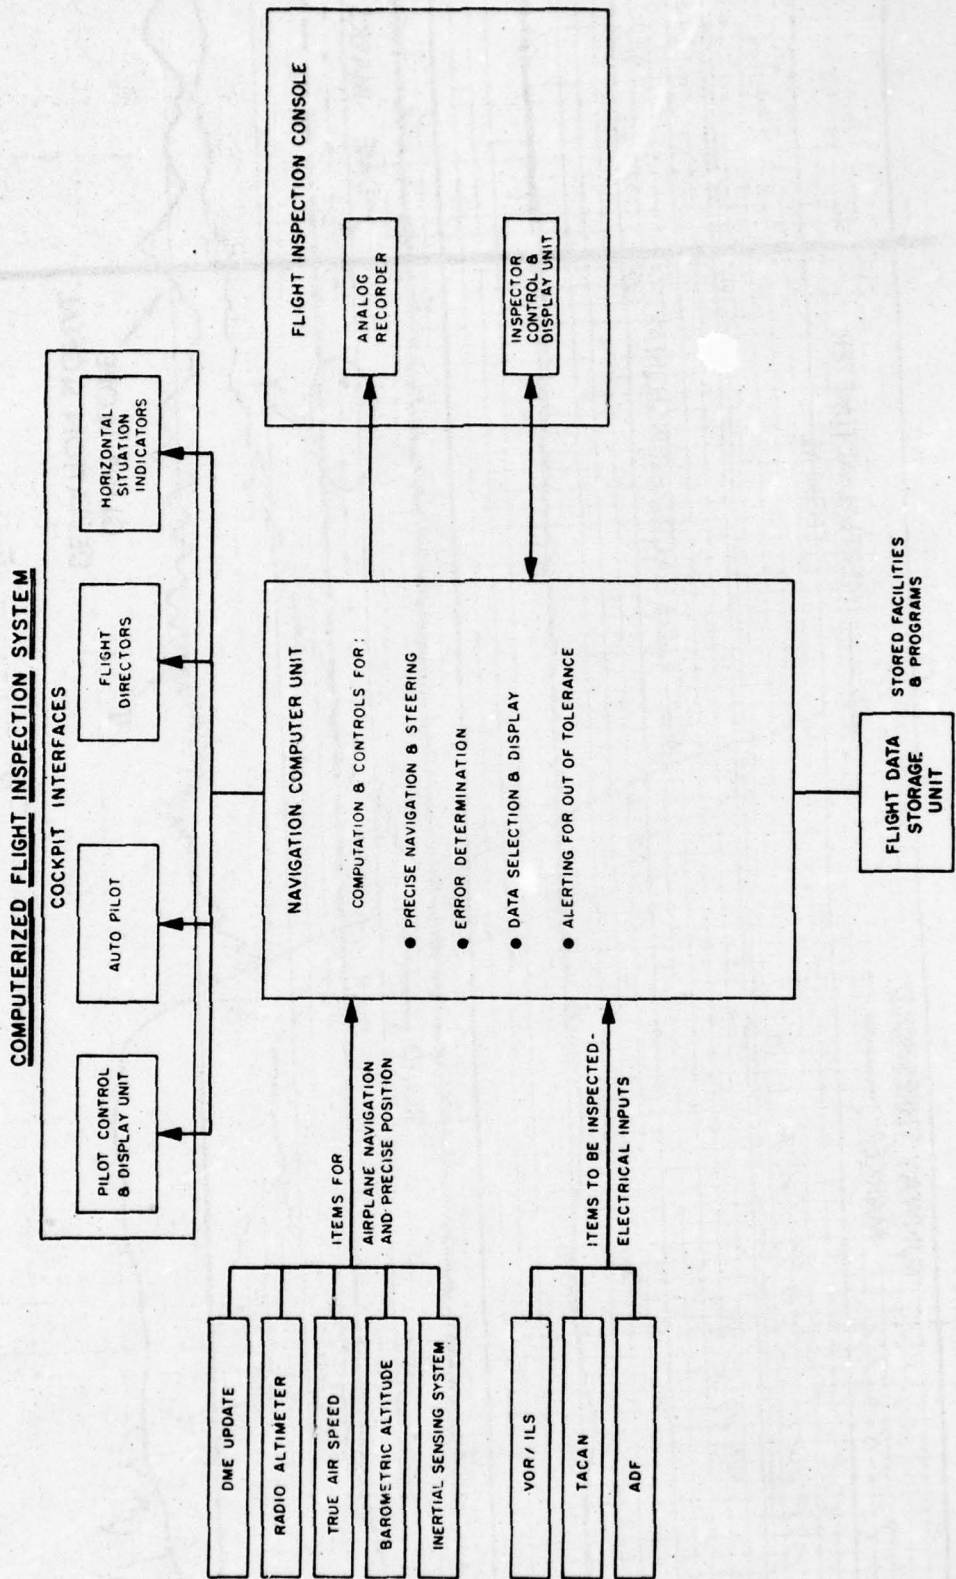 COMPUTERIZED FLIGHT INSPECTION SYSTEM
COCKPIT INTERFACES
PILOT CONTROL
& DISPLAY UNIT
AUTO PILOT
FLIGHT
DIRECTORS
HORIZONTAL
SITUATION
INDICATORS
DME UPDATE
RADIO ALTIMETER
TRUE AIR SPEED
BAROMETRIC ALTITUDE
INERTIAL SENSING SYSTEM
ITEMS FOR
AIRPLANE NAVIGATION
AND PRECISE POSITION
VOR/ILS
TACAN
ADF
ITEMS TO BE INSPECTED-
ELECTRICAL INPUTS
NAVIGATION COMPUTER UNIT
COMPUTATION & CONTROLS FOR:
● PRECISE NAVIGATION & STEERING
● ERROR DETERMINATION
● DATA SELECTION & DISPLAY
● ALERTING FOR OUT OF TOLERANCE
FLIGHT INSPECTION CONSOLE
ANALOG
RECORDER
INSPECTOR
CONTROL &
DISPLAY UNIT
FLIGHT DATA
STORAGE
UNIT
STORED FACILITIES
& PROGRAMS